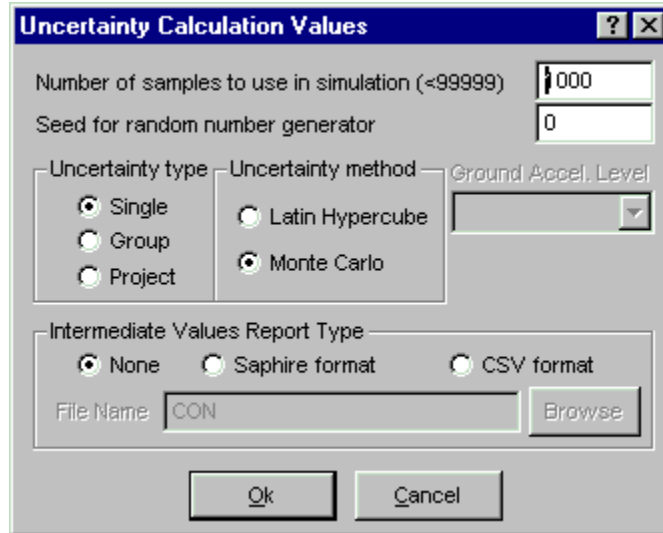 Uncertainty Calculation Values ? X
Number of samples to use in simulation (<99999) 1000
Seed for random number generator 0
Uncertainty type Uncertainty method Ground Accel. Level
Single
Latin Hypercube
Group
Monte Carlo
Project
Intermediate Values Report Type
None Saphire format CSV format
File Name CON Browse
Ok Cancel